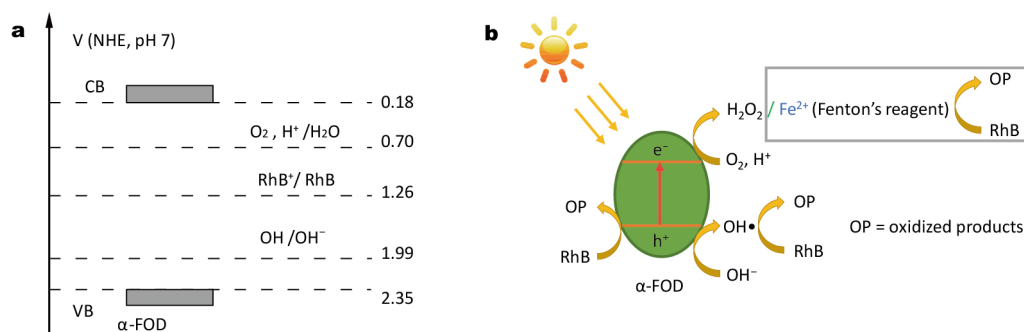 a
V (NHE, pH 7)
CB
0.18
O₂ , H⁺ /H₂O
0.70
RhB⁺/ RhB
1.26
OH /OH⁻
1.99
2.35
VB
α-FOD
b
H₂O₂ / Fe²⁺ (Fenton’s reagent)
OP
RhB
e⁻
O₂, H⁺
OP
h⁺
OH•
OP
RhB
OH⁻
RhB
OP = oxidized products
α-FOD